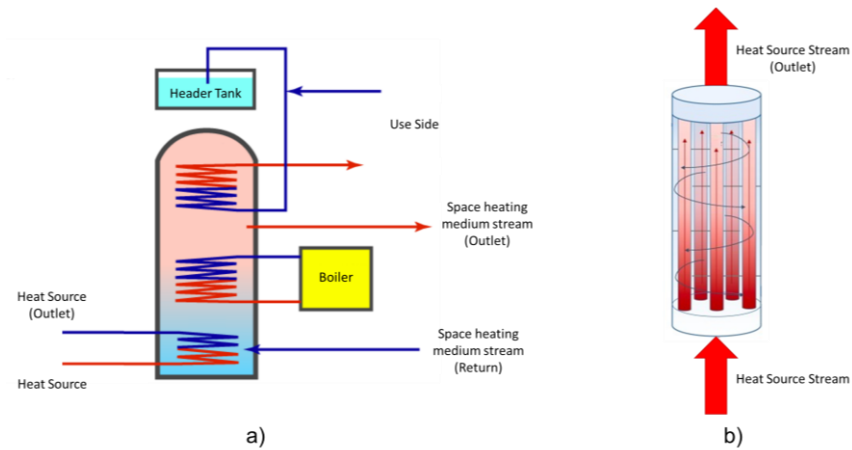 Header Tank
Use Side
Space heating
medium stream
(Outlet)
Boiler
Heat Source
(Outlet)
Heat Source
Space heating
medium stream
(Return)
a)
Heat Source Stream
(Outlet)
Heat Source Stream
b)